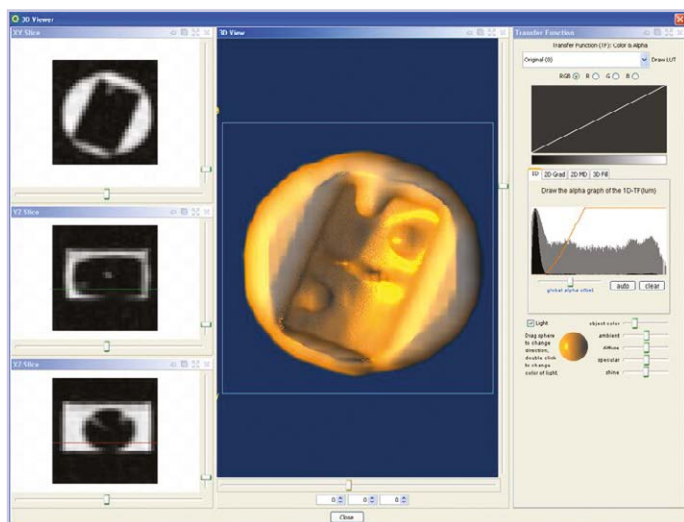 3D Viewer
XY Slice
YZ Slice
XZ Slice
3D View
0 0 0
Close
Transfer Function
Transfer Function (TF): Color & Alpha
Original (0) Draw LUT
RGB R G B
1D 2D Grad 2D MD 3D Fill
Draw the alpha graph of the 1D-TF(lum)
global alpha offset auto clear
Light object color
Drag sphere
to change
direction,
double click
to change
color of light.
ambient
diffuse
specular
shine